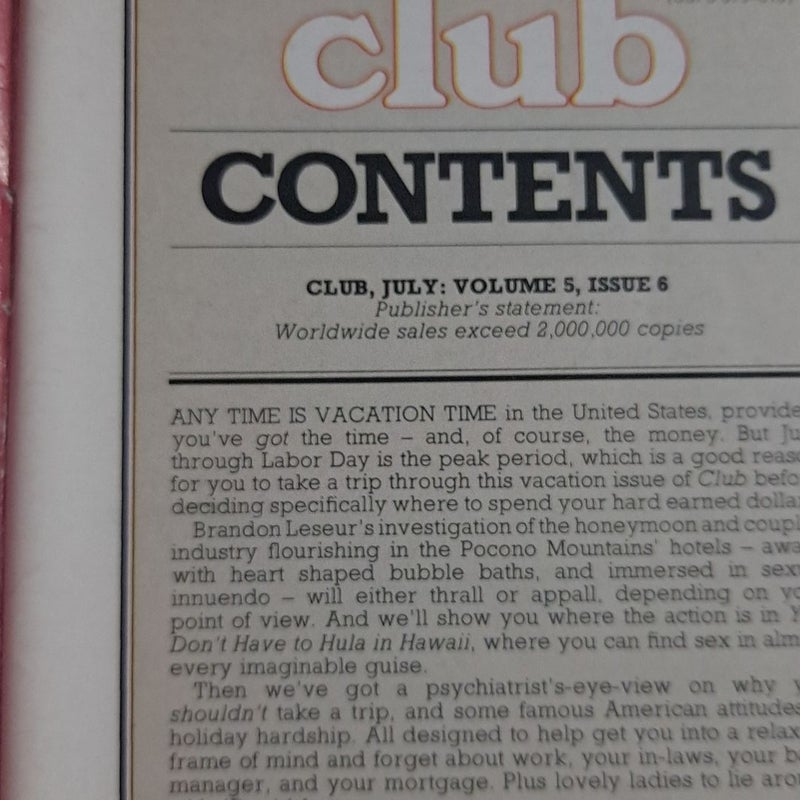 club
CONTENTS
CLUB, JULY: VOLUME 5, ISSUE 6
Publisher's statement:
Worldwide sales exceed 2,000,000 copies
ANY TIME IS VACATION TIME in the United States, provide
you've got the time – and, of course, the money. But Ju
through Labor Day is the peak period, which is a good reaso
for you to take a trip through this vacation issue of Club befo
deciding specifically where to spend your hard earned dolla
Brandon Leseur's investigation of the honeymoon and coupl
industry flourishing in the Pocono Mountains' hotels – awa
with heart shaped bubble baths, and immersed in sex
innuendo – will either thrall or appall, depending on yo
point of view. And we'll show you where the action is in Y
Don't Have to Hula in Hawaii, where you can find sex in alm
every imaginable guise.
Then we've got a psychiatrist's-eye-view on why y
shouldn't take a trip, and some famous American attitudes
holiday hardship. All designed to help get you into a relax
frame of mind and forget about work, your in-laws, your b
manager, and your mortgage. Plus lovely ladies to lie arou